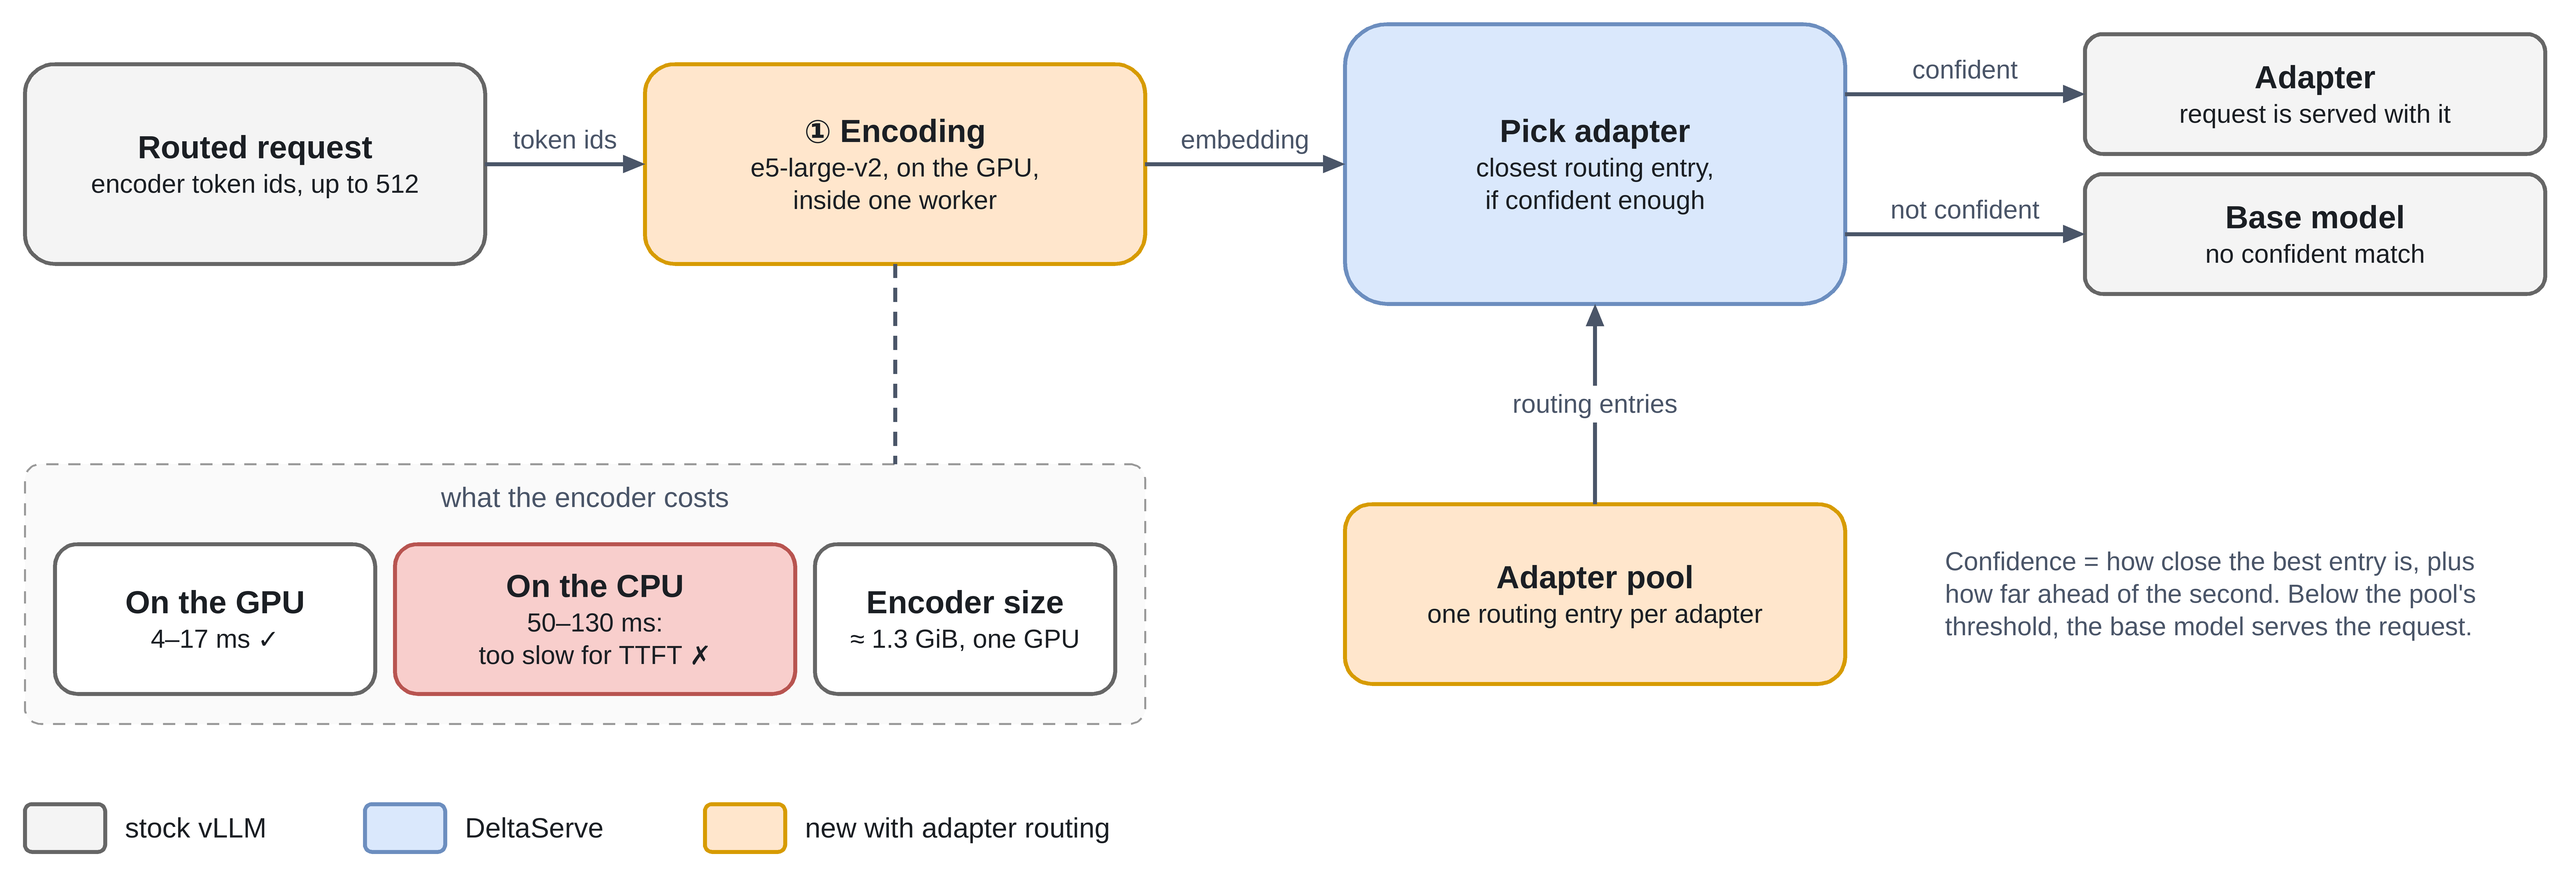 Routed request
encoder token ids, up to 512
token ids
① Encoding
e5-large-v2, on the GPU,
inside one worker
embedding
Pick adapter
closest routing entry,
if confident enough
confident
Adapter
request is served with it
not confident
Base model
no confident match
routing entries
Adapter pool
one routing entry per adapter
Confidence = how close the best entry is, plus
how far ahead of the second. Below the pool's
threshold, the base model serves the request.
what the encoder costs
On the GPU
4–17 ms ✓
On the CPU
50–130 ms:
too slow for TTFT ✗
Encoder size
≈ 1.3 GiB, one GPU
stock vLLM
DeltaServe
new with adapter routing